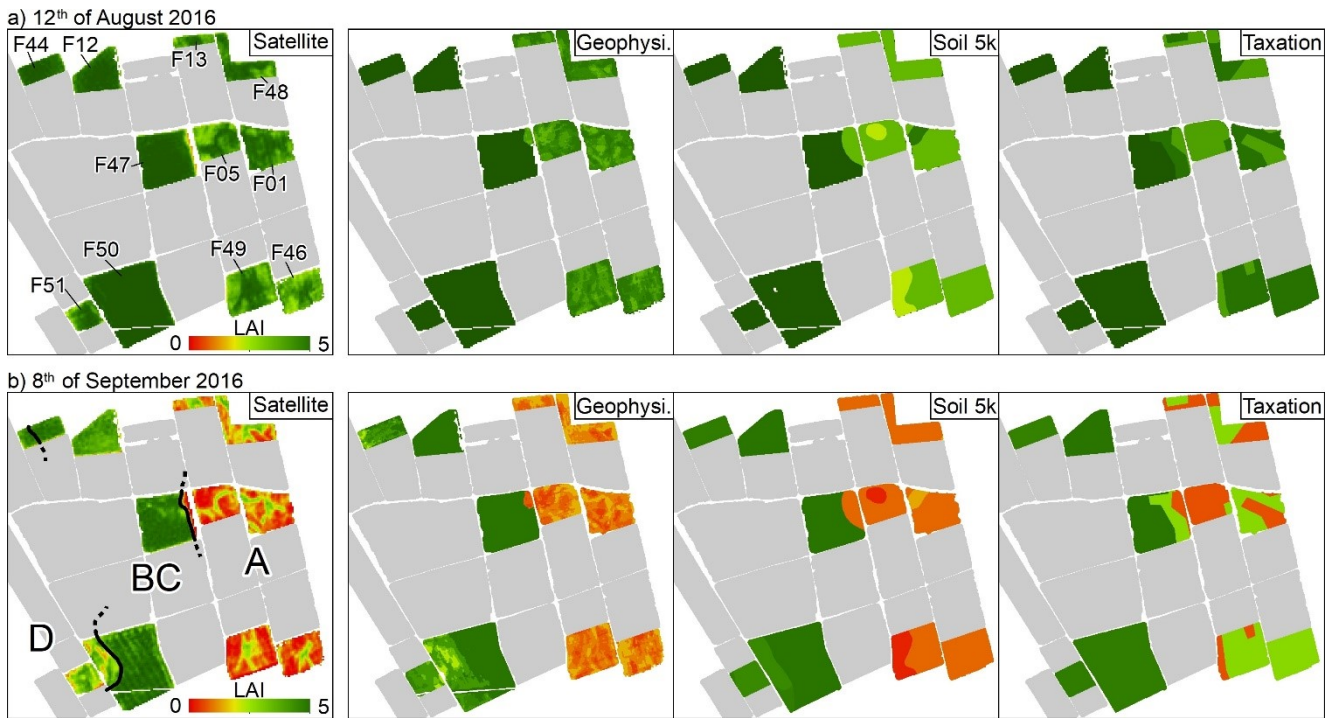 a) 12th of August 2016
F44
F12
F13
Satellite
Geophysi.
Soil 5k
Taxation
F48
F47
F05
F01
F50
F49
F46
F51
LAI
0
5
b) 8th of September 2016
Satellite
Geophysi.
Soil 5k
Taxation
BC
A
D
LAI
0
5